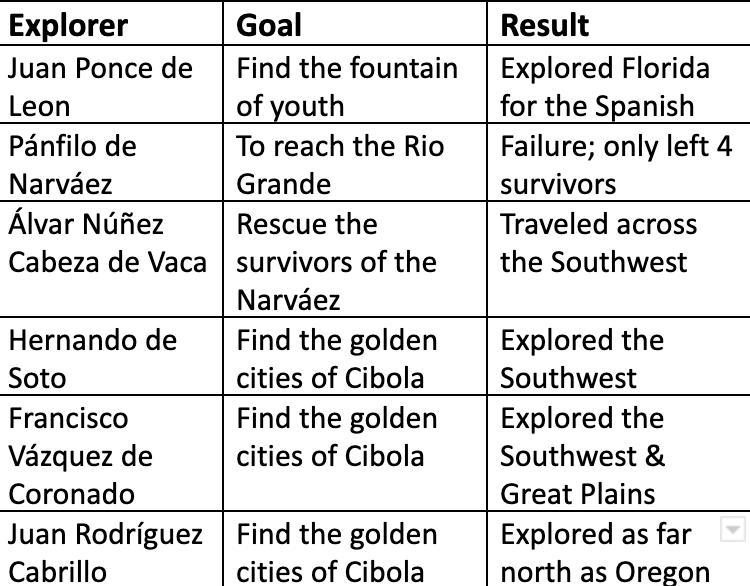 Explorer Goal Result
Juan Ponce de Find the fountain Explored Florida
Leon of youth for the Spanish
Pánfilo de To reach the Rio Failure; only left 4
Narváez Grande survivors
Álvar Núñez Rescue the Traveled across
Cabeza de Vaca survivors of the the Southwest
Narváez
Hernando de Find the golden Explored the
Soto cities of Cibola Southwest
Francisco Find the golden Explored the
Vázquez de cities of Cibola Southwest &
Coronado Great Plains
Juan Rodríguez Find the golden Explored as far
Cabrillo cities of Cibola north as Oregon